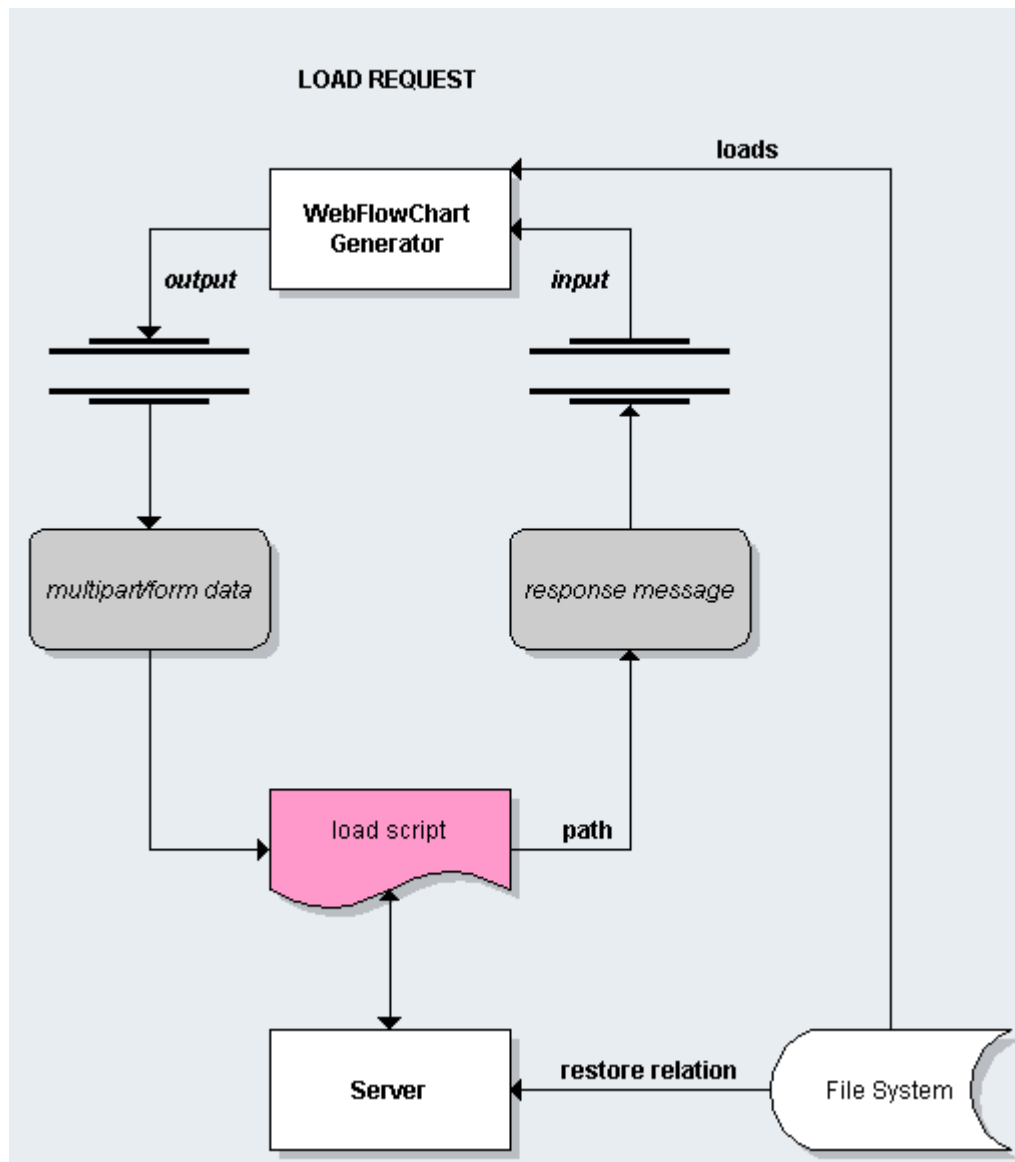 LOAD REQUEST
loads
WebFlowChart
Generator
output
input
multipart/form data
response message
load script
path
restore relation
Server
File System